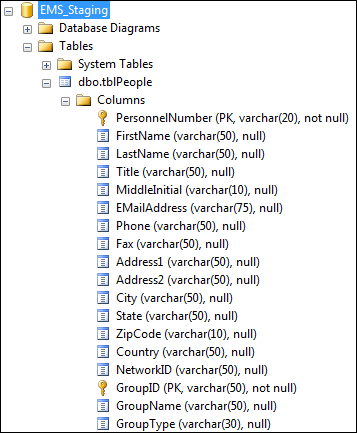 EMS_Staging
Database Diagrams
Tables
System Tables
dbo.tblPeople
Columns
PersonnelNumber (PK, varchar(20), not null)
FirstName (varchar(50), null)
LastName (varchar(50), null)
Title (varchar(50), null)
MiddleInitial (varchar(10), null)
EMailAddress (varchar(75), null)
Phone (varchar(50), null)
Fax (varchar(50), null)
Address1 (varchar(50), null)
Address2 (varchar(50), null)
City (varchar(50), null)
State (varchar(50), null)
ZipCode (varchar(10), null)
Country (varchar(50), null)
NetworkID (varchar(50), null)
GroupID (PK, varchar(50), not null)
GroupName (varchar(50), null)
GroupType (varchar(30), null)